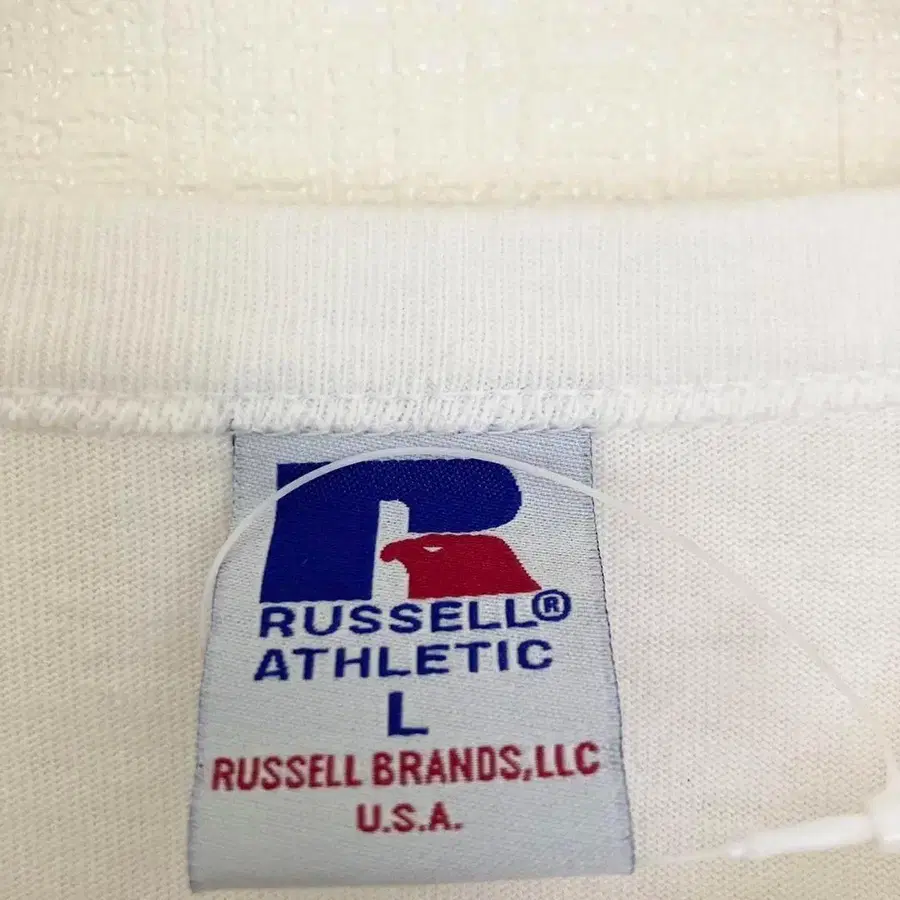 R
RUSSELL®
ATHLETIC
L
RUSSELL BRANDS,LLC
U.S.A.